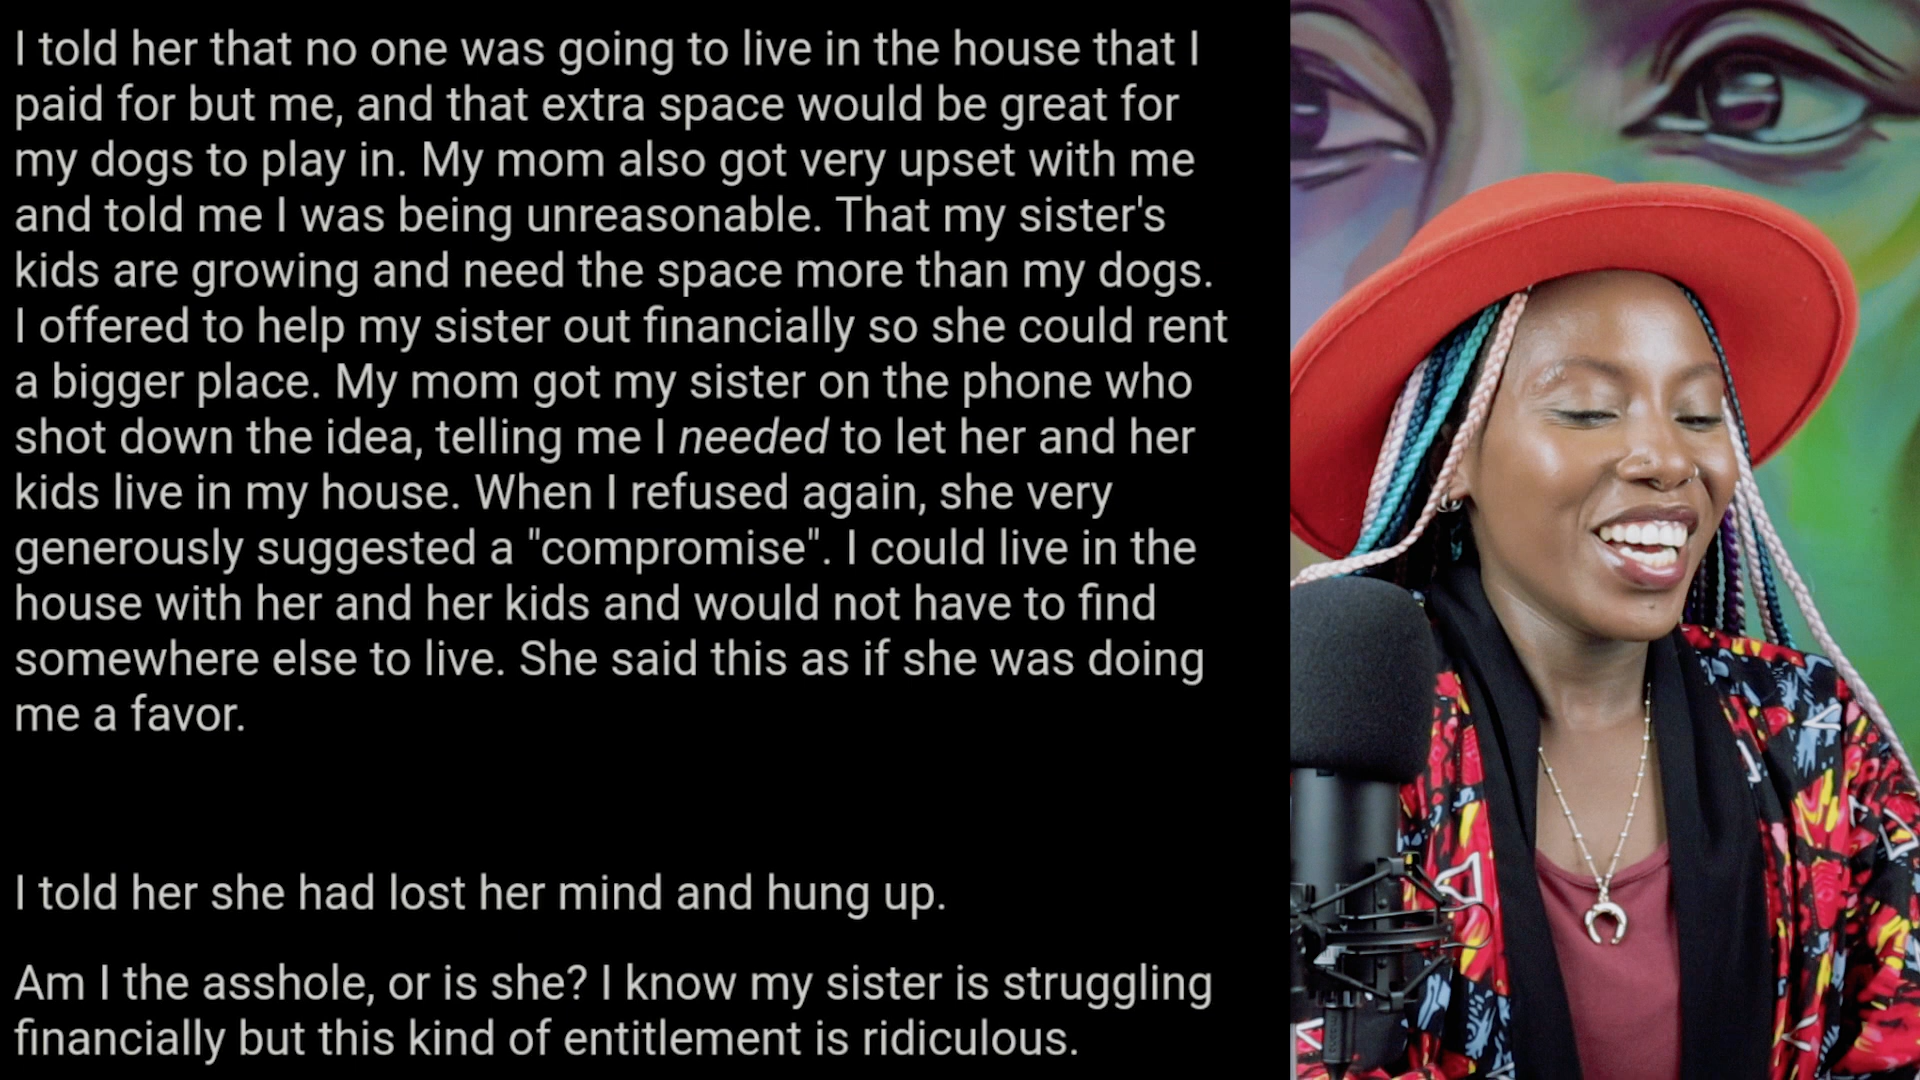 I told her that no one was going to live in the house that I
paid for but me, and that extra space would be great for
my dogs to play in. My mom also got very upset with me
and told me I was being unreasonable. That my sister's
kids are growing and need the space more than my dogs.
I offered to help my sister out financially so she could rent
a bigger place. My mom got my sister on the phone who
shot down the idea, telling me I needed to let her and her
kids live in my house. When I refused again, she very
generously suggested a "compromise". I could live in the
house with her and her kids and would not have to find
somewhere else to live. She said this as if she was doing
me a favor.
I told her she had lost her mind and hung up.
Am I the asshole, or is she? I know my sister is struggling
financially but this kind of entitlement is ridiculous.